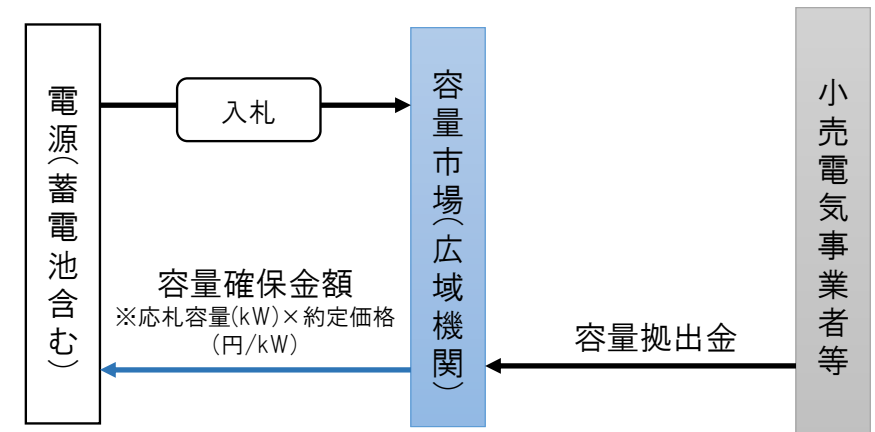 電源(蓄電池含む)
入札
容量確保金額
※応札容量(kW)×約定価格
(円/kW)
容量市場(広域機関)
容量拠出金
小売電気事業者等